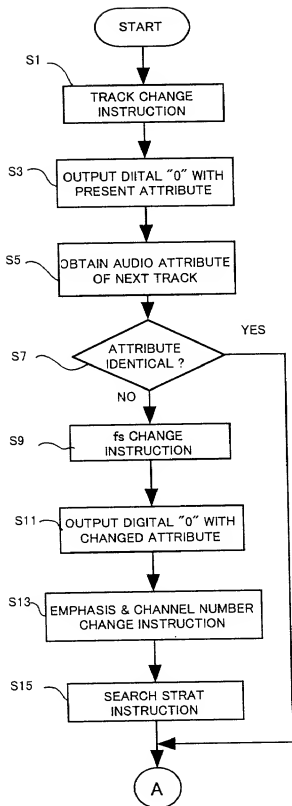 START
S1
TRACK CHANGE
INSTRUCTION
S3
OUTPUT DIITAL "0" WITH
PRESENT ATTRIBUTE
S5
OBTAIN AUDIO ATTRIBUTE
OF NEXT TRACK
YES
S7
ATTRIBUTE
IDENTICAL ?
NO
S9
fs CHANGE
INSTRUCTION
S11
OUTPUT DIGITAL "0" WITH
CHANGED ATTRIBUTE
S13
EMPHASIS & CHANNEL NUMBER
CHANGE INSTRUCTION
S15
SEARCH STRAT
INSTRUCTION
A